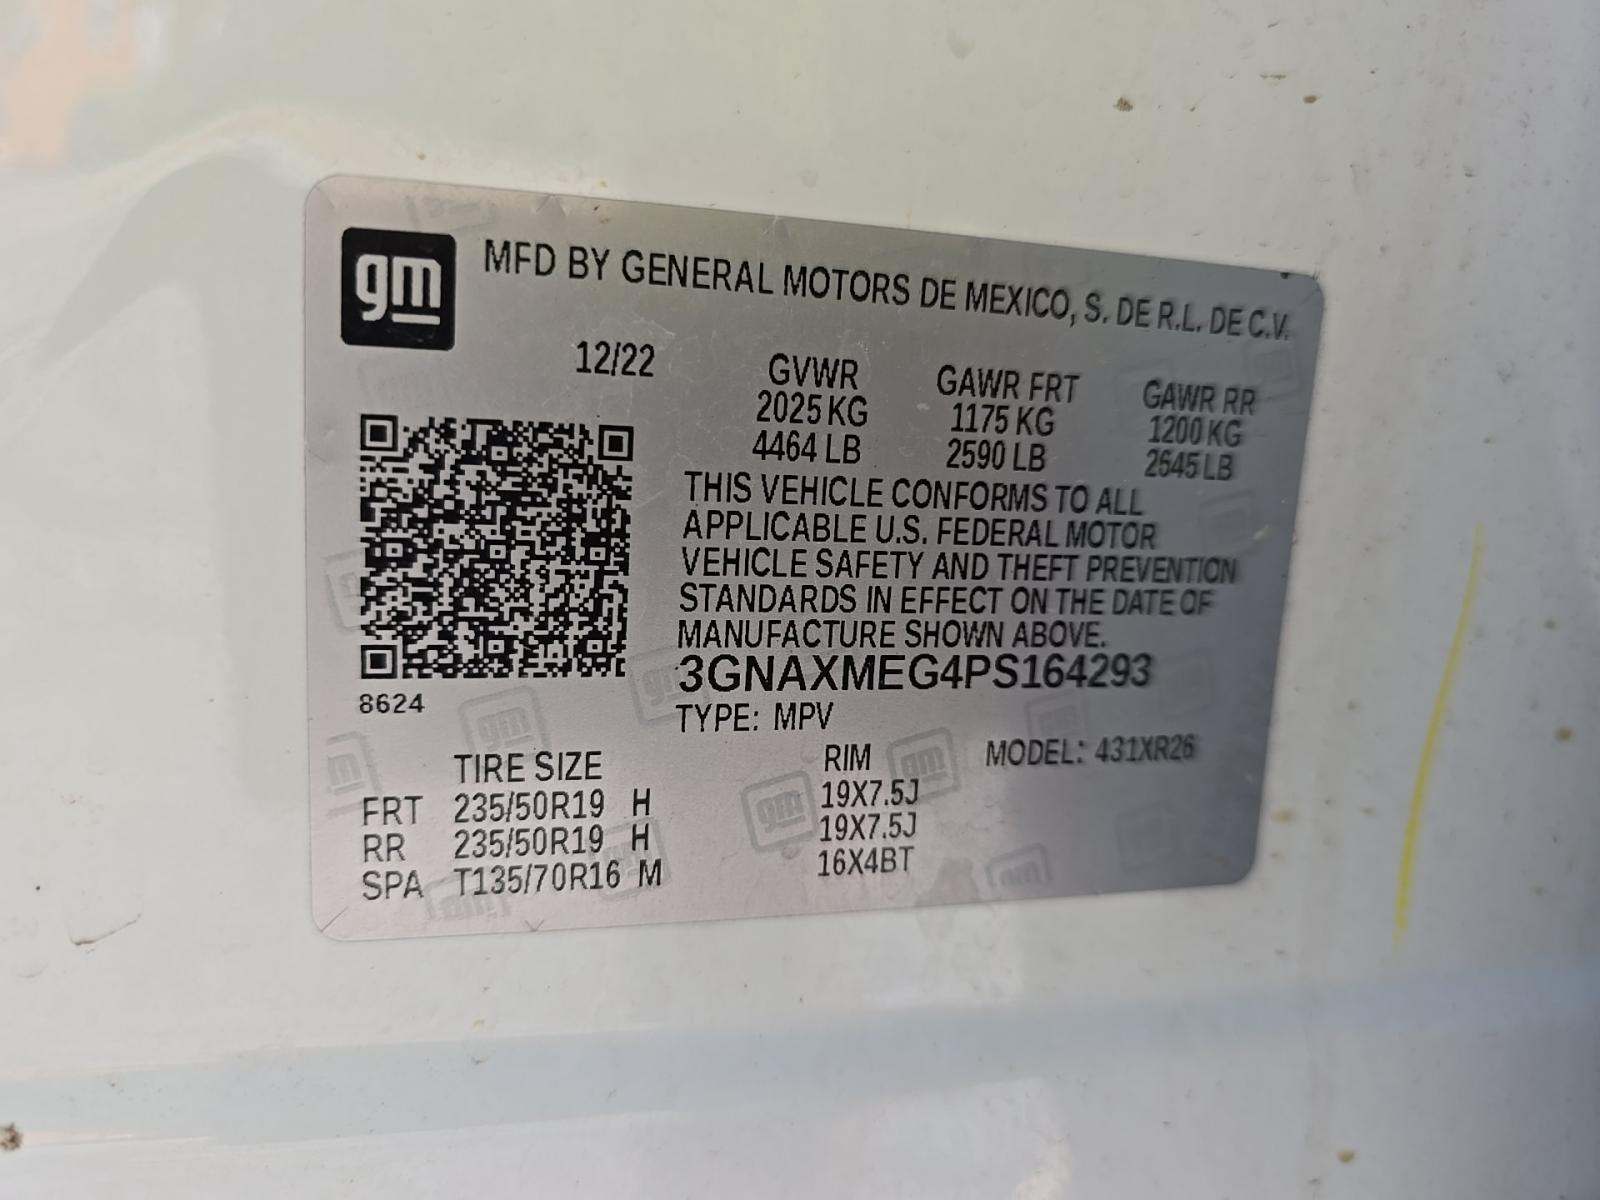 gm
MFD BY GENERAL MOTORS DE MEXICO, S. DE R.L. DE C.V.
12/22
GVWR GAWR FRT GAWR RR
2025 KG 1175 KG 1200 KG
4464 LB 2590 LB 2645 LB
THIS VEHICLE CONFORMS TO ALL
APPLICABLE U.S. FEDERAL MOTOR
VEHICLE SAFETY AND THEFT PREVENTION
STANDARDS IN EFFECT ON THE DATE OF
MANUFACTURE SHOWN ABOVE.
3GNAXMEG4PS164293
8624
TYPE: MPV
TIRE SIZE RIM MODEL: 431XR26
FRT 235/50R19 H 19X7.5J
RR 235/50R19 H 19X7.5J
SPA T135/70R16 M 16X4BT